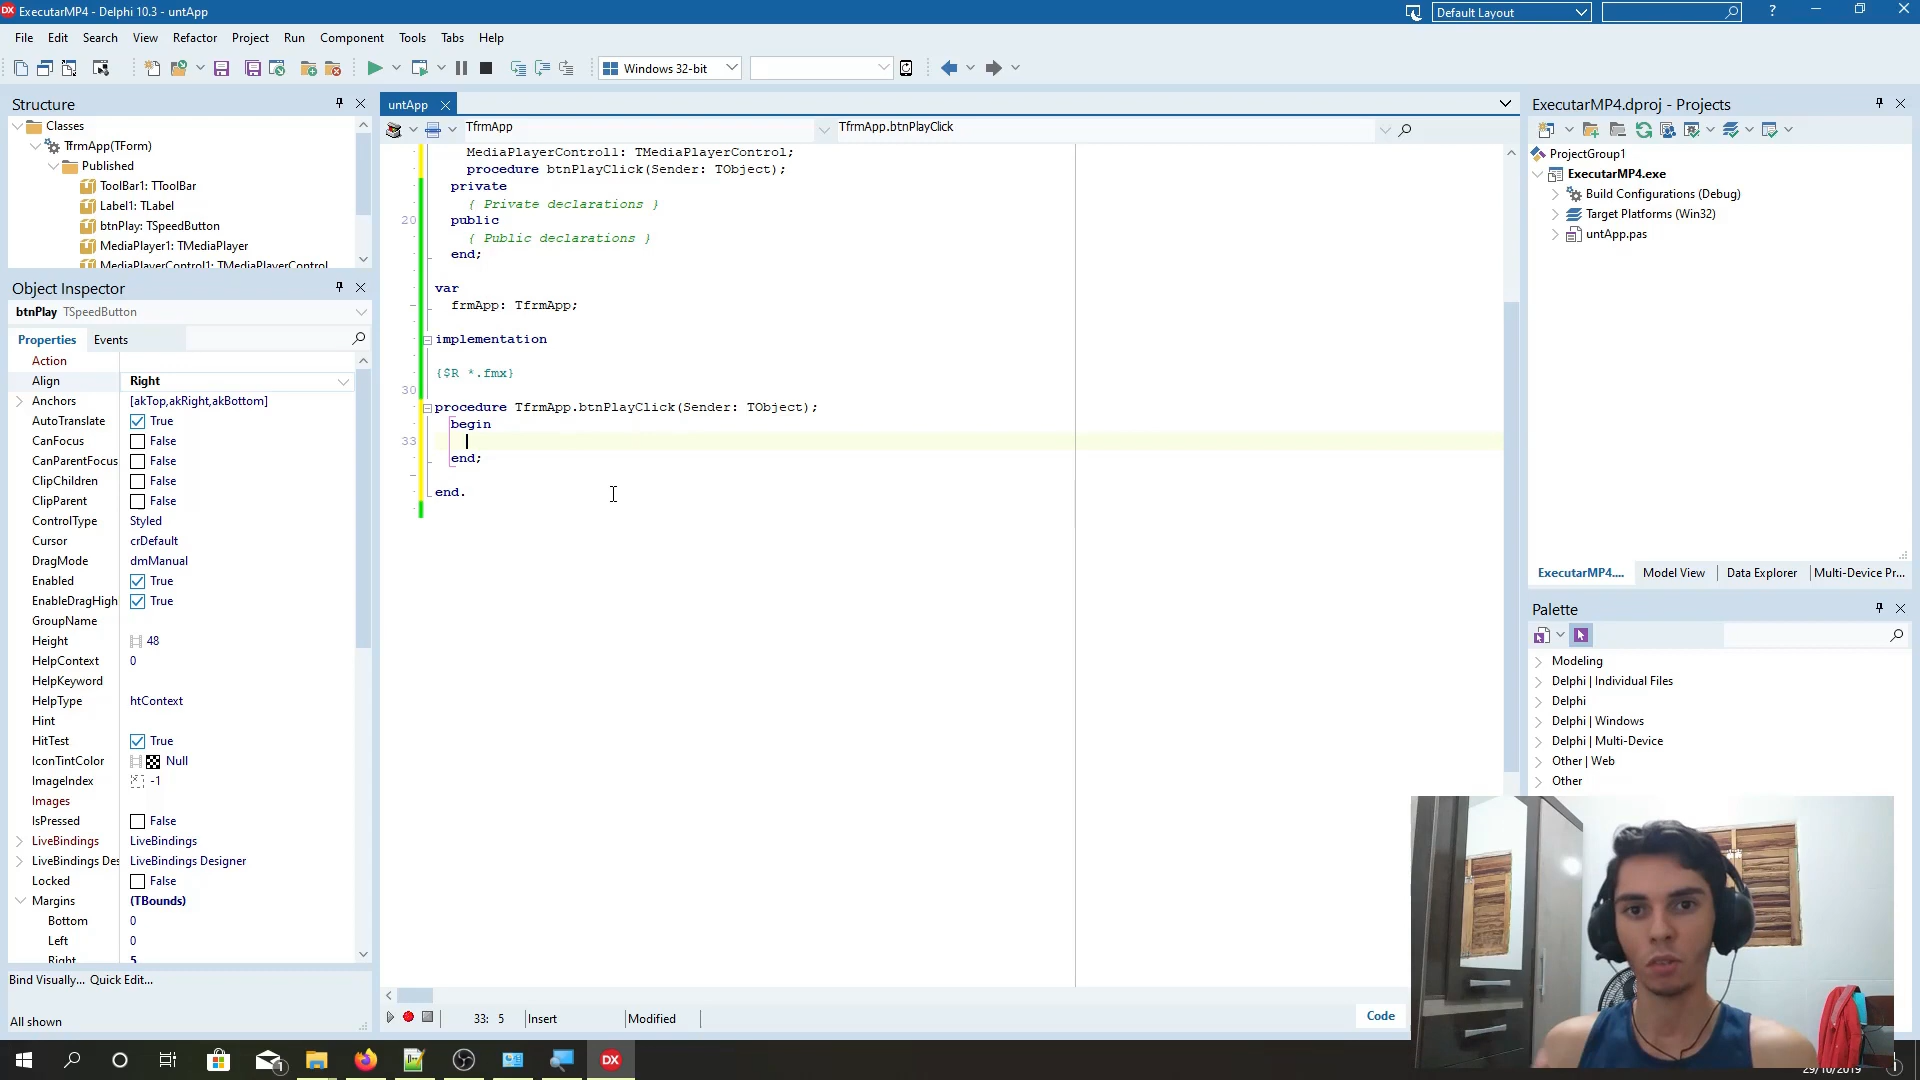 ExecutarMP4 - Delphi 10.3 - untApp
Default Layout
?
File Edit Search View Refactor Project Run Component Tools Tabs Help
Windows 32-bit
Structure
Classes
TfrmApp(TForm)
Published
ToolBar1: TToolBar
Label1: TLabel
btnPlay: TSpeedButton
MediaPlayer1: TMediaPlayer
MediaPlayerControl1: TMediaPlayerControl
Object Inspector
btnPlay TSpeedButton
Properties Events
Action
Align Right
Anchors [akTop,akRight,akBottom]
AutoTranslate True
CanFocus False
CanParentFocus False
ClipChildren False
ClipParent False
ControlType Styled
Cursor crDefault
DragMode dmManual
Enabled True
EnableDragHigh True
GroupName
Height 48
HelpContext 0
HelpKeyword
HelpType htContext
Hint
HitTest True
IconTintColor Null
ImageIndex -1
Images
IsPressed False
LiveBindings LiveBindings
LiveBindings Des LiveBindings Designer
Locked False
Margins (TBounds)
Bottom 0
Left 0
Right 5
Bind Visually... Quick Edit...
All shown
untApp
TfrmApp TfrmApp.btnPlayClick
MediaPlayerControl1: TMediaPlayerControl;
procedure btnPlayClick(Sender: TObject);
private
{ Private declarations }
20 public
{ Public declarations }
end;
var
frmApp: TfrmApp;
implementation
{$R *.fmx}
30
procedure TfrmApp.btnPlayClick(Sender: TObject);
begin
33
end;
end.
33: 5 Insert Modified
Code
ExecutarMP4.dproj - Projects
ProjectGroup1
ExecutarMP4.exe
Build Configurations (Debug)
Target Platforms (Win32)
untApp.pas
ExecutarMP4.... Model View Data Explorer Multi-Device Pr...
Palette
Modeling
Delphi | Individual Files
Delphi
Delphi | Windows
Delphi | Multi-Device
Other | Web
Other
1
DX
29/10/2019